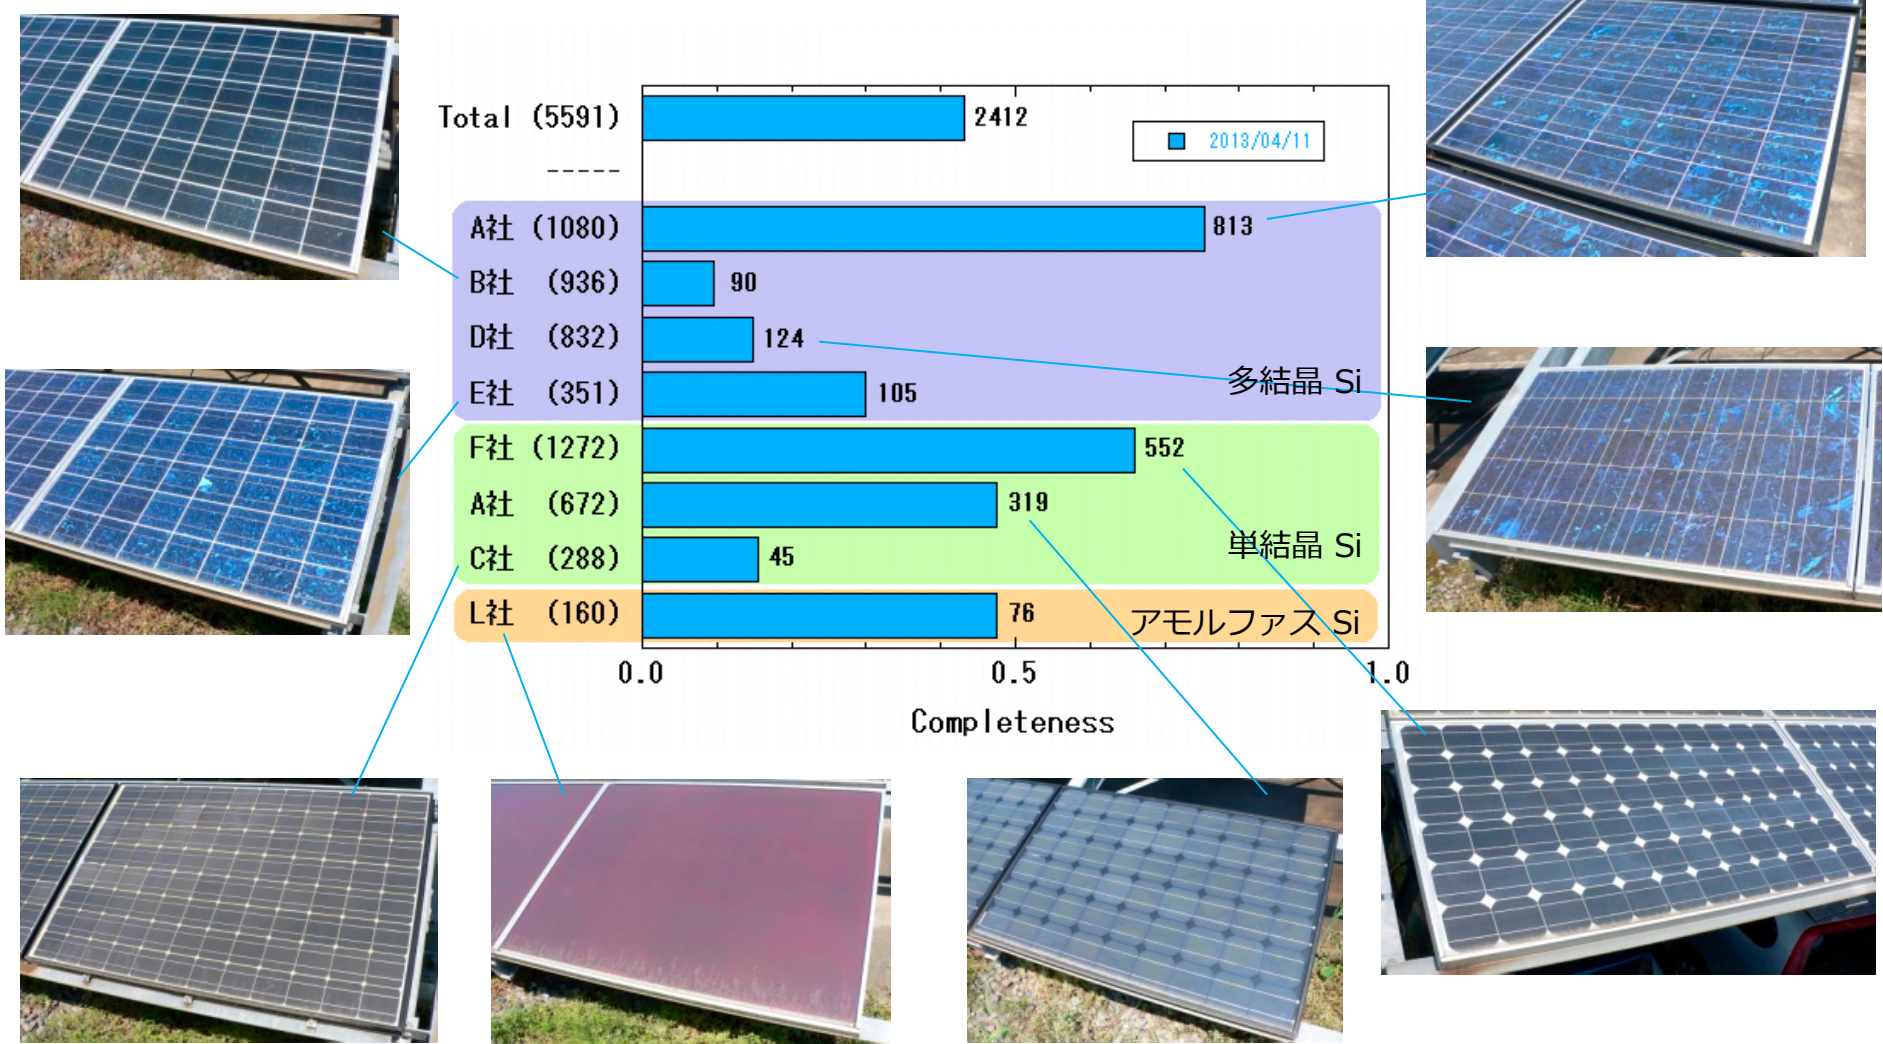 Total (5591)
2412
2013/04/11
-----
A社 (1080)
813
B社 (936)
90
D社 (832)
124
多結晶 Si
E社 (351)
105
F社 (1272)
552
A社 (672)
319
単結晶 Si
C社 (288)
45
L社 (160)
76
アモルファス Si
0.0
0.5
1.0
Completeness